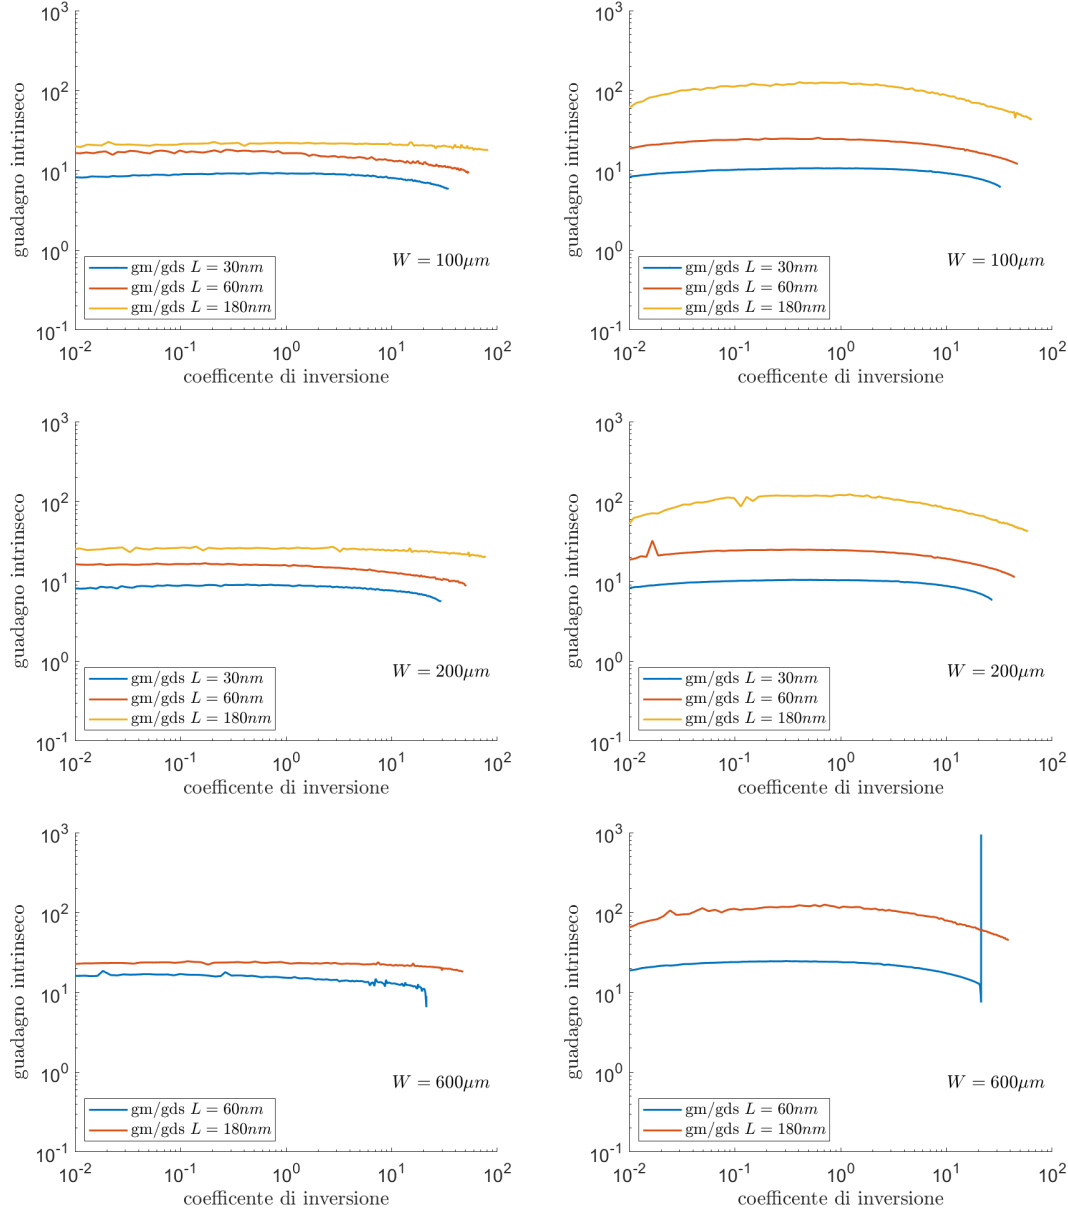 guadagno intrinseco
10^3
10^2
10^1
10^0
10^-1
W = 100μm
gm/gds L = 30nm
gm/gds L = 60nm
gm/gds L = 180nm
10^-2 10^-1 10^0 10^1 10^2
coefficente di inversione
guadagno intrinseco
10^3
10^2
10^1
10^0
10^-1
W = 100μm
gm/gds L = 30nm
gm/gds L = 60nm
gm/gds L = 180nm
10^-2 10^-1 10^0 10^1 10^2
coefficente di inversione
guadagno intrinseco
10^3
10^2
10^1
10^0
10^-1
W = 200μm
gm/gds L = 30nm
gm/gds L = 60nm
gm/gds L = 180nm
10^-2 10^-1 10^0 10^1 10^2
coefficente di inversione
guadagno intrinseco
10^3
10^2
10^1
10^0
10^-1
W = 200μm
gm/gds L = 30nm
gm/gds L = 60nm
gm/gds L = 180nm
10^-2 10^-1 10^0 10^1 10^2
coefficente di inversione
guadagno intrinseco
10^3
10^2
10^1
10^0
10^-1
W = 600μm
gm/gds L = 60nm
gm/gds L = 180nm
10^-2 10^-1 10^0 10^1 10^2
coefficente di inversione
guadagno intrinseco
10^3
10^2
10^1
10^0
10^-1
W = 600μm
gm/gds L = 60nm
gm/gds L = 180nm
10^-2 10^-1 10^0 10^1 10^2
coefficente di inversione